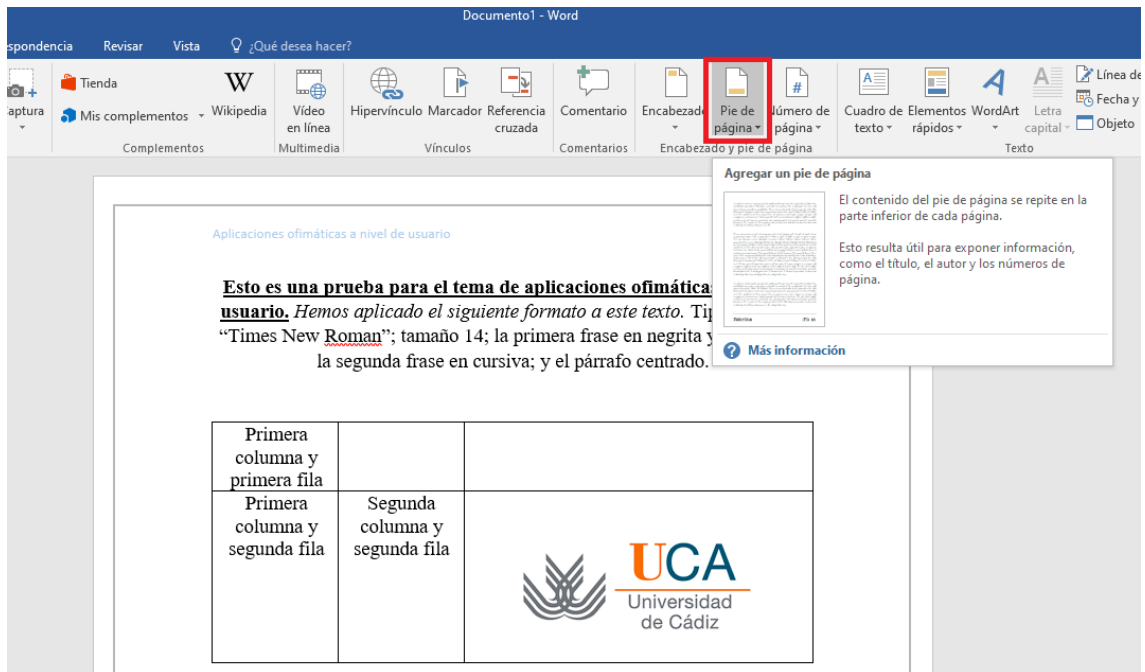 Documento1 - Word
espondencia Revisar Vista ¿Qué desea hacer?
Tienda
Mis complementos
aptura
Wikipedia
Vídeo
en línea
Hipervínculo Marcador Referencia
cruzada
Comentario
Encabezado
Pie de
página
Número de
página
Cuadro de
texto
Elementos
rápidos
WordArt
Letra
capital
Línea de
Fecha y
Objeto
Complementos Multimedia Vínculos Comentarios Encabezado y pie de página Texto
Agregar un pie de página
El contenido del pie de página se repite en la
parte inferior de cada página.
Esto resulta útil para exponer información,
como el título, el autor y los números de
página.
Más información
Aplicaciones ofimáticas a nivel de usuario
Esto es una prueba para el tema de aplicaciones ofimática
usuario. Hemos aplicado el siguiente formato a este texto. Tip
“Times New Roman”; tamaño 14; la primera frase en negrita y
la segunda frase en cursiva; y el párrafo centrado.
Primera
columna y
primera fila
Primera
columna y
segunda fila
Segunda
columna y
segunda fila
UCA
Universidad
de Cádiz